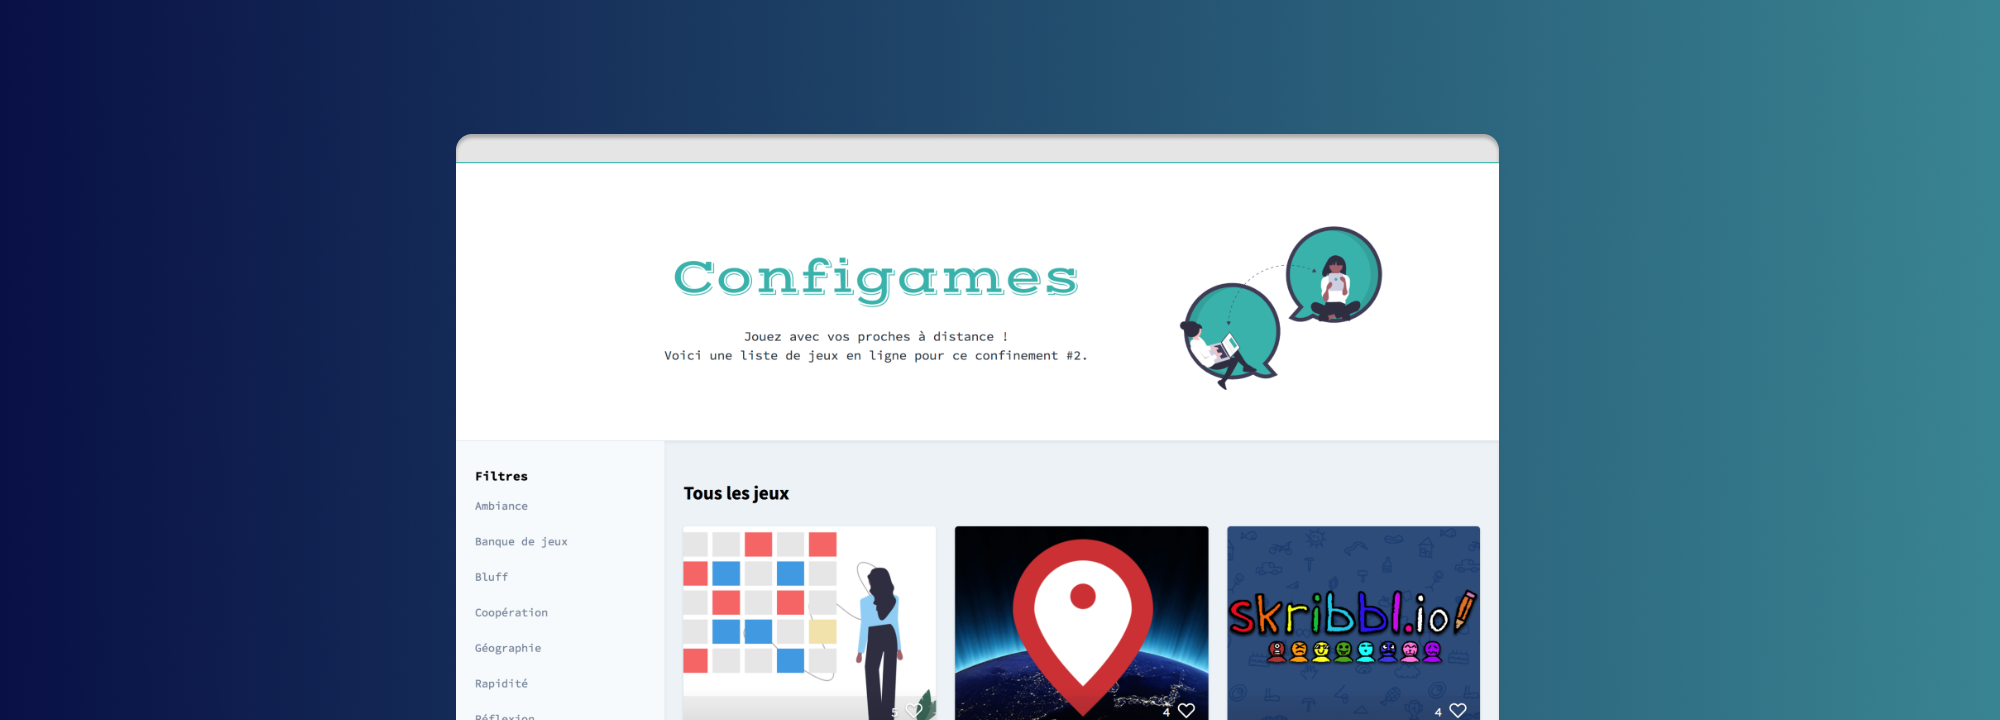 Configames
Jouez avec vos proches à distance !
Voici une liste de jeux en ligne pour ce confinement #2.
Filtres
Ambiance
Banque de jeux
Bluff
Coopération
Géographie
Rapidité
Réflexion
Tous les jeux
skribbl.io
5
4
4